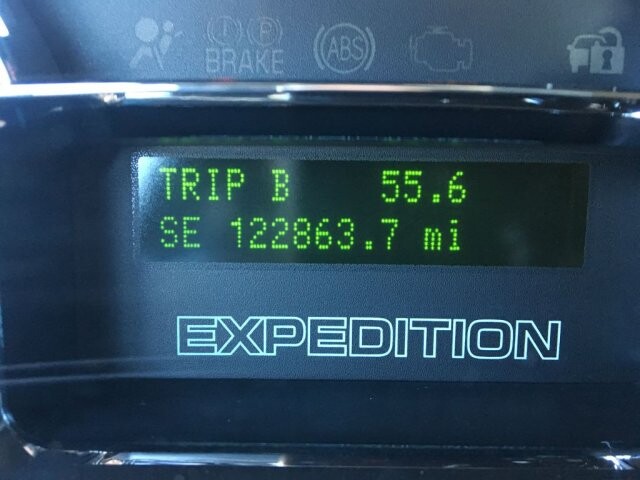 BRAKE ABS
TRIP B 55.6
SE 122863.7 mi
EXPEDITION